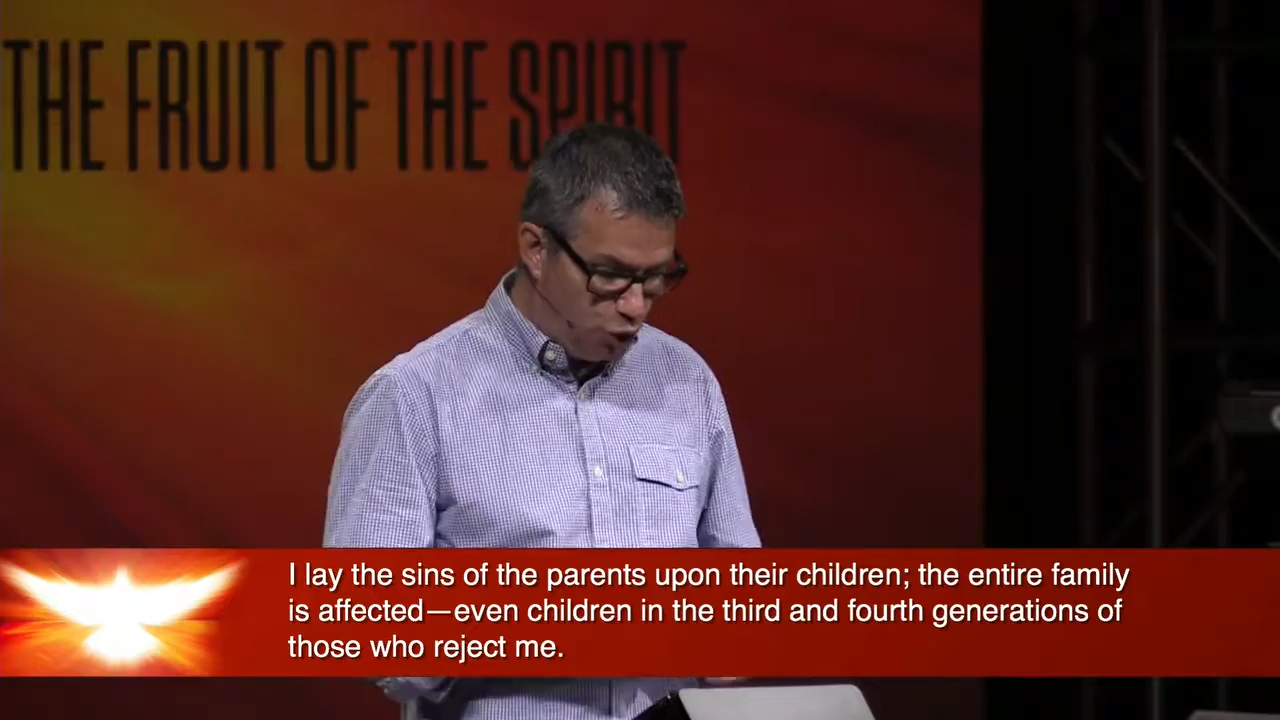 THE FRUIT OF THE SPIRIT
I lay the sins of the parents upon their children; the entire family
is affected—even children in the third and fourth generations of
those who reject me.